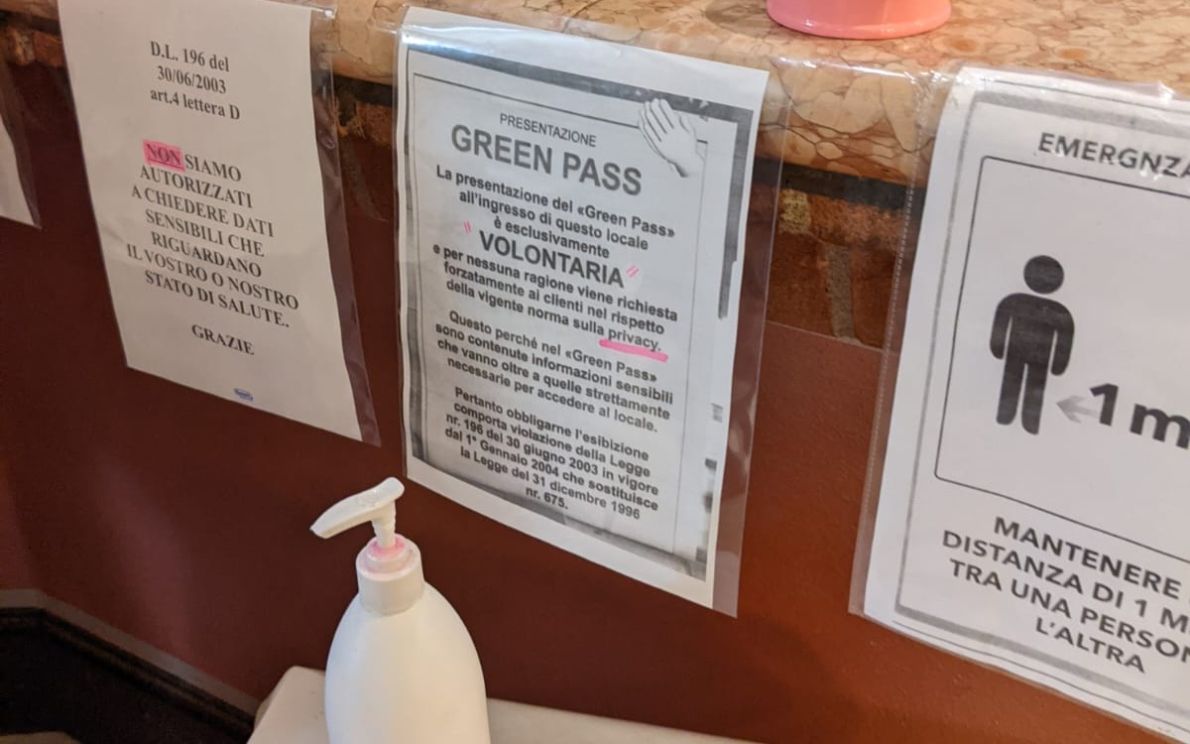 D.L. 196 del
30/06/2003
art.4 lettera D
NON SIAMO
AUTORIZZATI
A CHIEDERE DATI
SENSIBILI CHE
RIGUARDANO
IL VOSTRO O NOSTRO
STATO DI SALUTE.
GRAZIE
PRESENTAZIONE
GREEN PASS
La presentazione del «Green Pass»
all'ingresso di questo locale
è esclusivamente
"VOLONTARIA"
e per nessuna ragione viene richiesta
forzatamente ai clienti nel rispetto
della vigente norma sulla privacy.
Questo perché nel «Green Pass»
sono contenute informazioni sensibili
che vanno oltre a quelle strettamente
necessarie per accedere al locale.
Pertanto obbligarne l'esibizione
comporta violazione della Legge
nr. 196 del 30 giugno 2003 in vigore
dal 1° Gennaio 2004 che sostituisce
la Legge del 31 dicembre 1996
nr. 675.
EMERGNZA
1m
MANTENERE
DISTANZA DI 1 M
TRA UNA PERSON
L'ALTRA